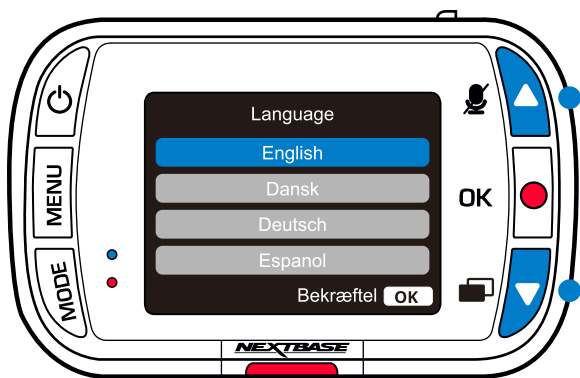 Language
English
Dansk
Deutsch
Espanol
Bekræftel OK
MENU
MODE
OK
NEXTBASE